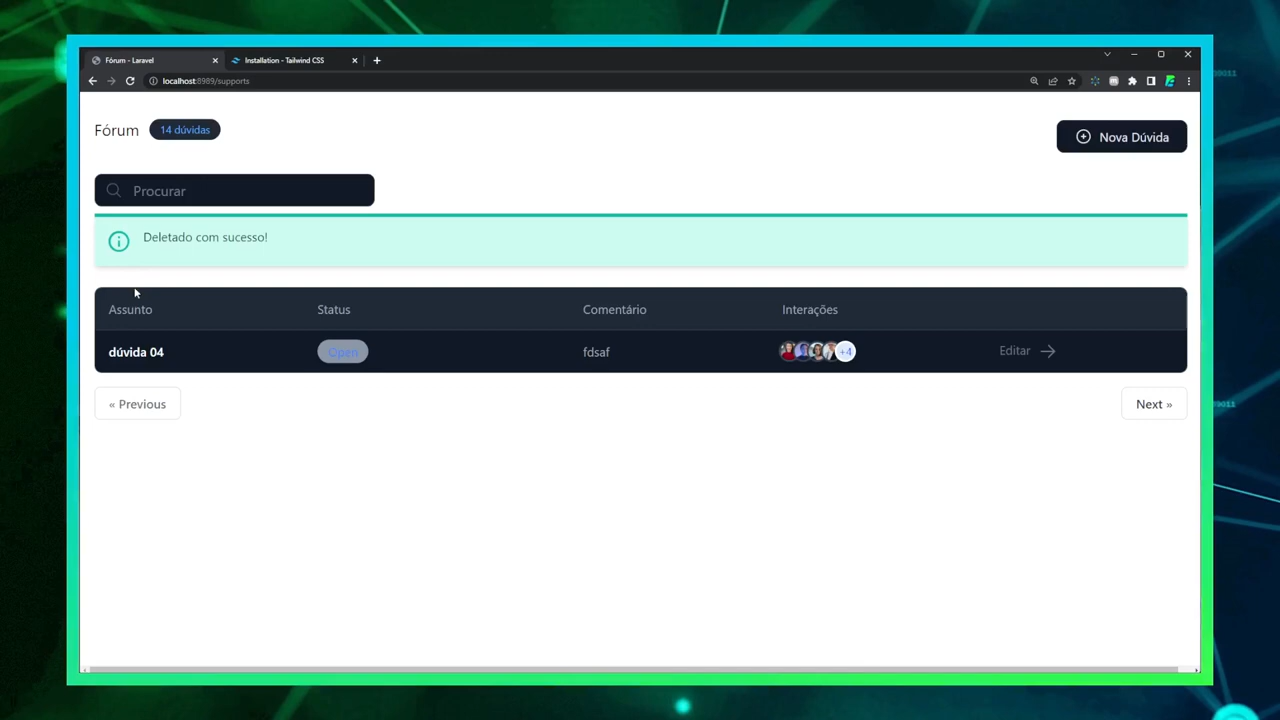 Fórum - Laravel
Installation - Tailwind CSS
localhost:8989/supports
Fórum
14 dúvidas
Nova Dúvida
Procurar
Deletado com sucesso!
Assunto Status Comentário Interações
dúvida 04 Open fdsaf +4 Editar
« Previous
Next »